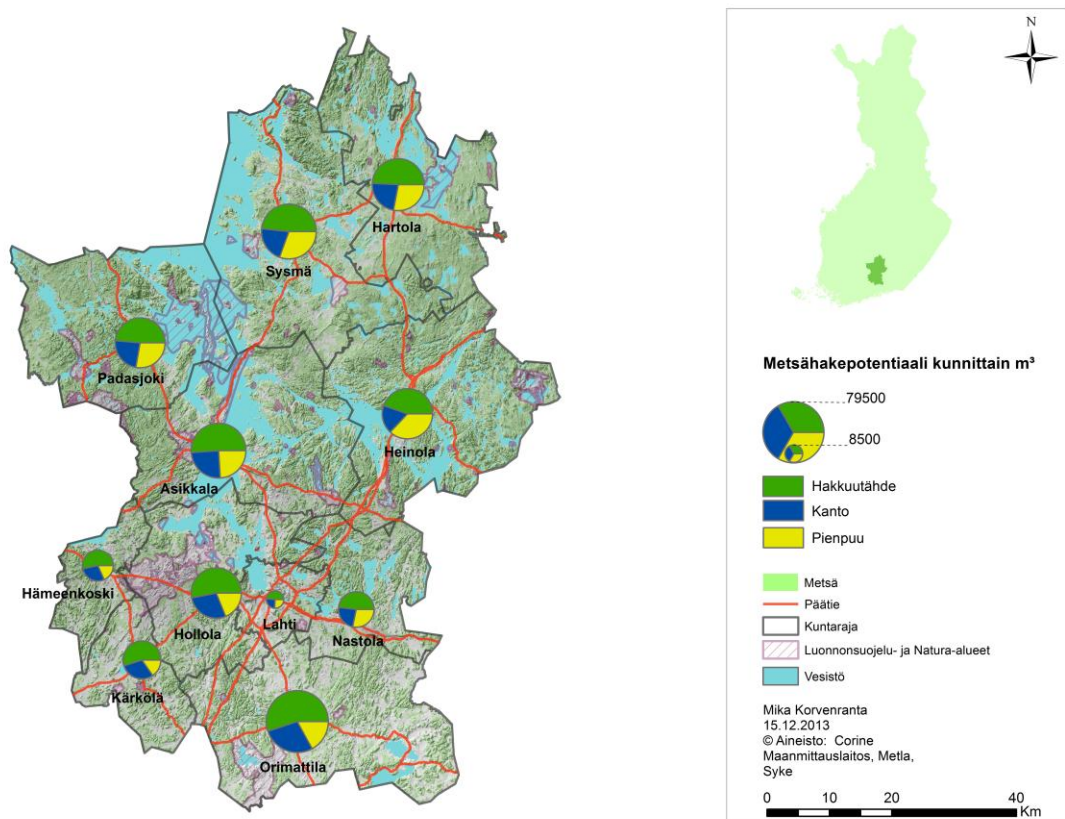 Hartola
Sysmä
Padasjoki
Heinola
Asikkala
Hämeenkoski
Hollola
Lahti
Nastola
Kärkölä
Orimattila
N
Metsähakepotentiaali kunnittain m³
79500
8500
Hakkuutähde
Kanto
Pienpuu
Metsä
Päätie
Kuntaraja
Luonnonsuojelu- ja Natura-alueet
Vesistö
Mika Korvenranta
15.12.2013
© Aineisto: Corine
Maanmittauslaitos, Metla,
Syke
0 10 20 40
Km